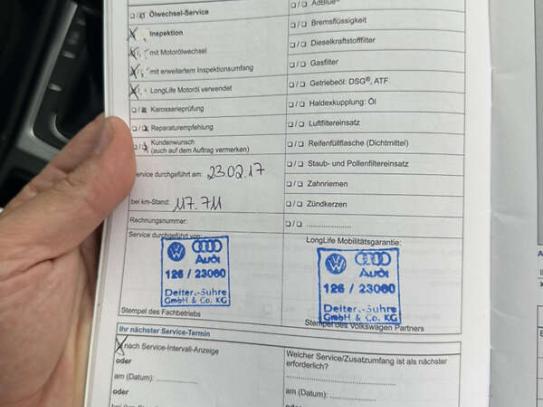 Ölwechsel-Service
Inspektion
mit Motorölwechsel
mit erweitertem Inspektionsumfang
LongLife Motoröl verwendet
Karosserieprüfung
Reparaturempfehlung
Kundenwunsch
(auch auf dem Auftrag vermerken)
Service durchgeführt am: 23.02.17
bei km-Stand: 117.711
Rechnungsnummer:
Service durchgeführt von:
Audi
126 / 23060
Deiter.-Suhre
GmbH & Co. KG
Stempel des Fachbetriebs
AdBlue®
Bremsflüssigkeit
Dieselkraftstofffilter
Gasfilter
Getriebeöl: DSG®, ATF
Haldexkupplung: Öl
Luftfiltereinsatz
Reifenfüllflasche (Dichtmittel)
Staub- und Pollenfiltereinsatz
Zahnriemen
Zündkerzen
LongLife Mobilitätsgarantie:
Audi
126 / 23060
Deiter.-Suhre
GmbH & Co. KG
Stempel des Volkswagen Partners
Ihr nächster Service-Termin
nach Service-Intervall-Anzeige
oder
am (Datum):
oder
Welcher Service/Zusatzumfang ist als nächster
erforderlich?
am (Datum):
oder